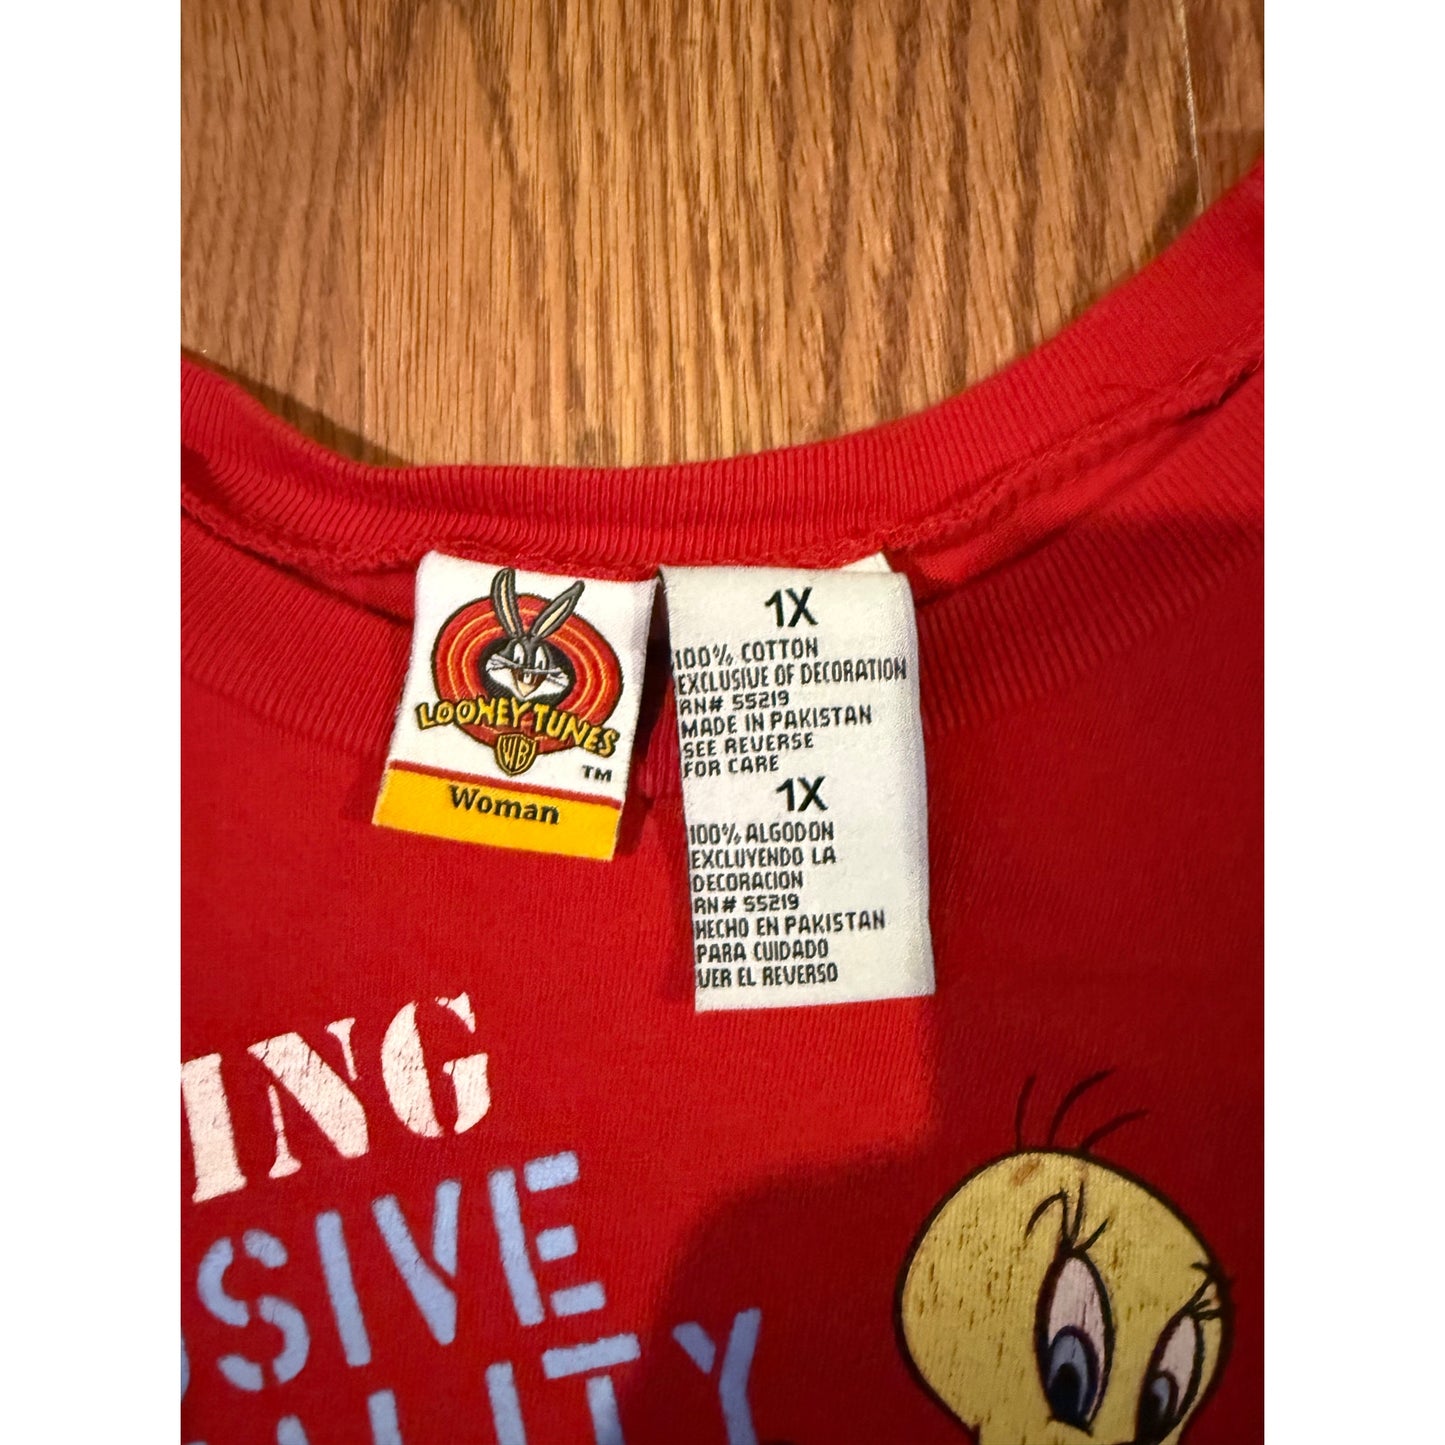 LOONEY TUNES
WB
TM
Woman
1X
100% COTTON
EXCLUSIVE OF DECORATION
RN# 55219
MADE IN PAKISTAN
SEE REVERSE
FOR CARE
1X
100% ALGODON
EXCLUYENDO LA
DECORACION
RN# 55219
HECHO EN PAKISTAN
PARA CUIDADO
VER EL REVERSO
ING
SIVE
ALITY